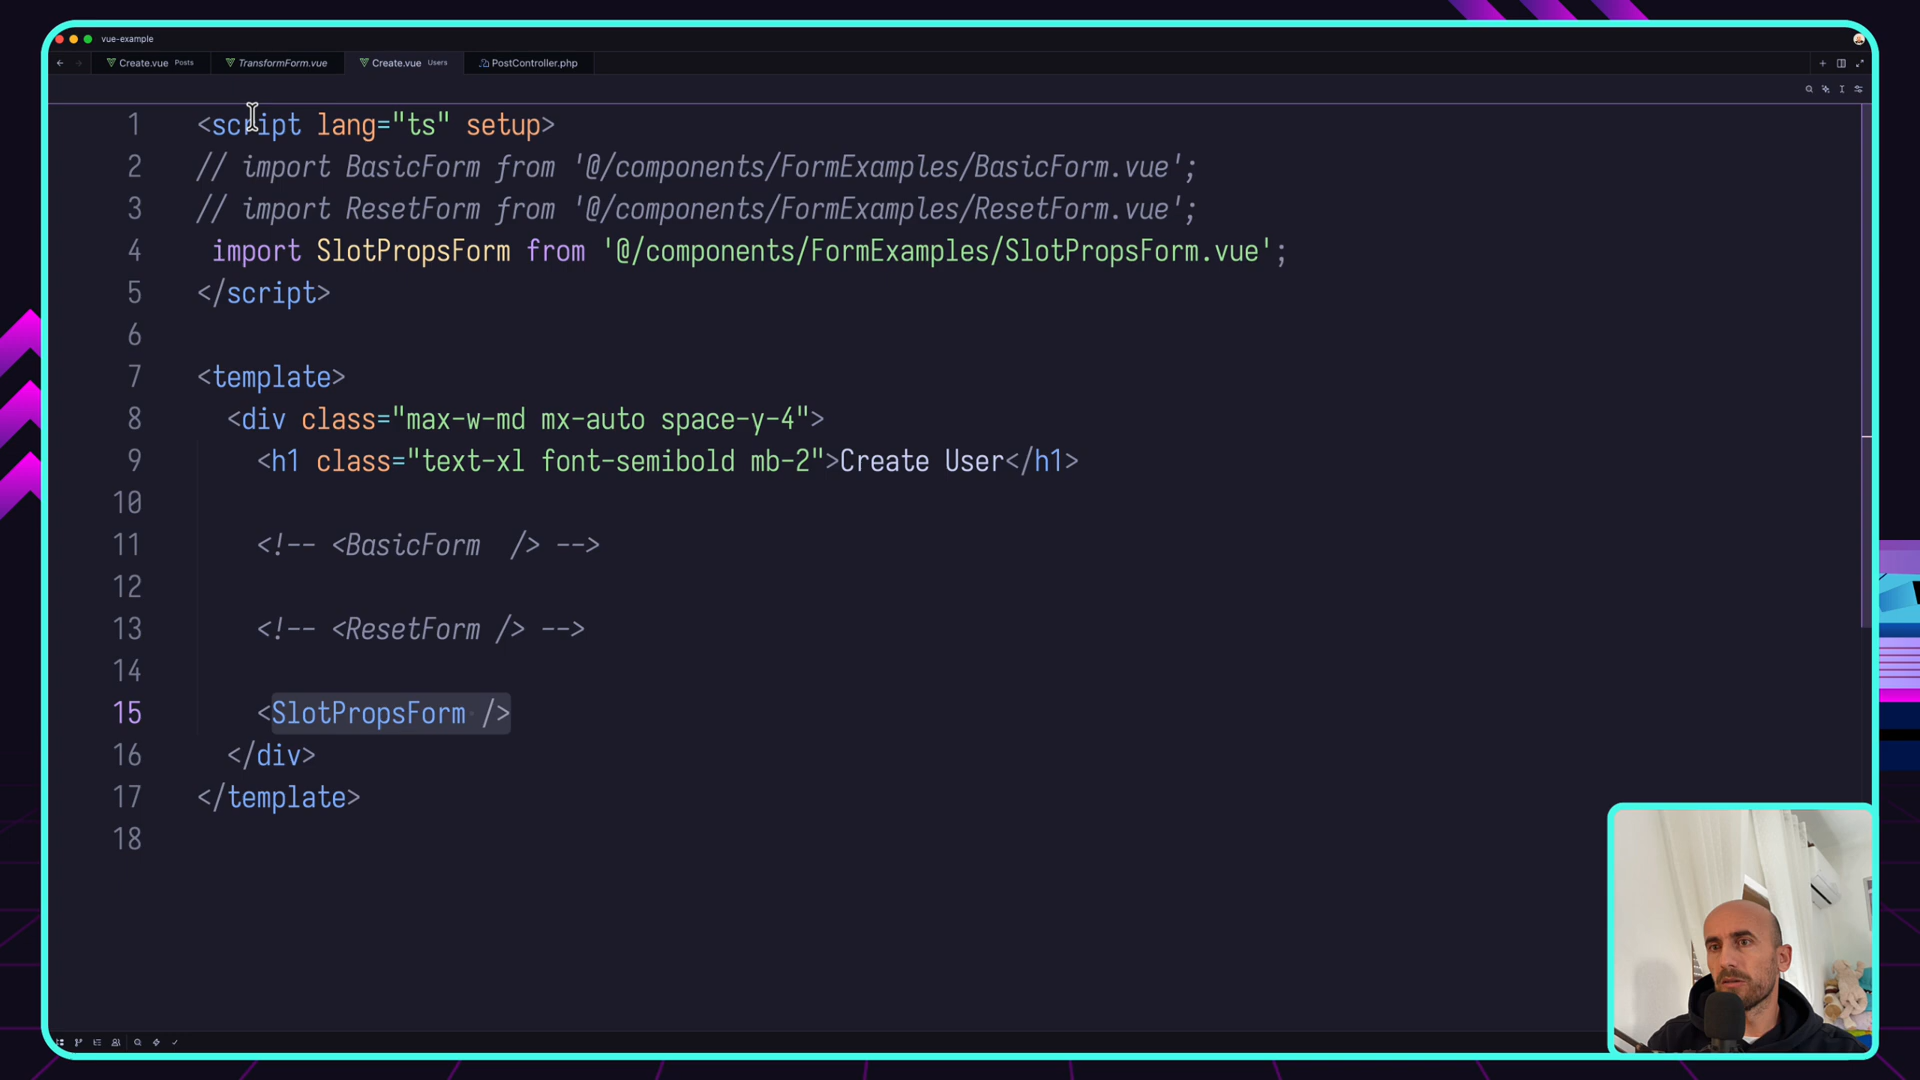 vue-example
Create.vue Posts TransformForm.vue Create.vue Users PostController.php
1 <script lang="ts" setup>
2 // import BasicForm from '@/components/FormExamples/BasicForm.vue';
3 // import ResetForm from '@/components/FormExamples/ResetForm.vue';
4 import SlotPropsForm from '@/components/FormExamples/SlotPropsForm.vue';
5 </script>
6
7 <template>
8 <div class="max-w-md mx-auto space-y-4">
9 <h1 class="text-xl font-semibold mb-2">Create User</h1>
10
11 <!-- <BasicForm  /> -->
12
13 <!-- <ResetForm /> -->
14
15 <SlotPropsForm />
16 </div>
17 </template>
18